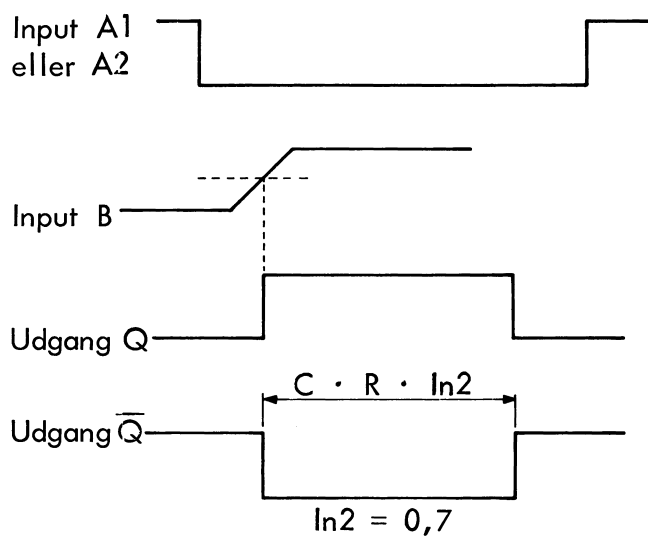 Input A1
eller A2
Input B
Udgang Q
C · R · ln2
Udgang Q̅
ln2 = 0,7